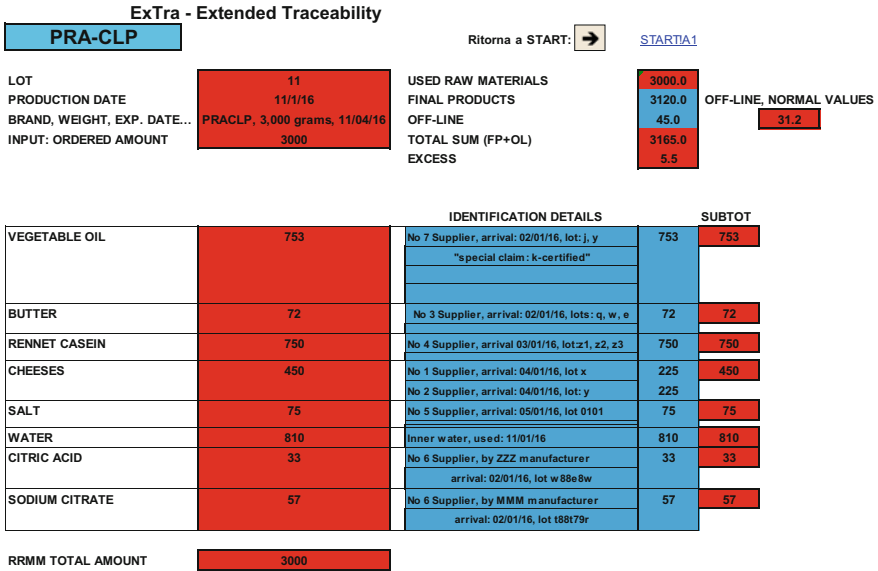 ExTra - Extended Traceability
PRA-CLP Ritorna a START: START!A1
LOT 11 USED RAW MATERIALS 3000.0
PRODUCTION DATE 11/1/16 FINAL PRODUCTS 3120.0 OFF-LINE, NORMAL VALUES
BRAND, WEIGHT, EXP. DATE... PRACLP, 3,000 grams, 11/04/16 OFF-LINE 45.0 31.2
INPUT: ORDERED AMOUNT 3000 TOTAL SUM (FP+OL) 3165.0
EXCESS 5.5
IDENTIFICATION DETAILS SUBTOT
VEGETABLE OIL 753 No 7 Supplier, arrival: 02/01/16, lot: j, y 753 753
"special claim: k-certified"
BUTTER 72 No 3 Supplier, arrival: 02/01/16, lots: q, w, e 72 72
RENNET CASEIN 750 No 4 Supplier, arrival 03/01/16, lot:z1, z2, z3 750 750
CHEESES 450 No 1 Supplier, arrival: 04/01/16, lot x 225 450
No 2 Supplier, arrival: 04/01/16, lot: y 225
SALT 75 No 5 Supplier, arrival: 05/01/16, lot 0101 75 75
WATER 810 Inner water, used: 11/01/16 810 810
CITRIC ACID 33 No 6 Supplier, by ZZZ manufacturer 33 33
arrival: 02/01/16, lot w88e8w
SODIUM CITRATE 57 No 6 Supplier, by MMM manufacturer 57 57
arrival: 02/01/16, lot t88t79r
RRMM TOTAL AMOUNT 3000